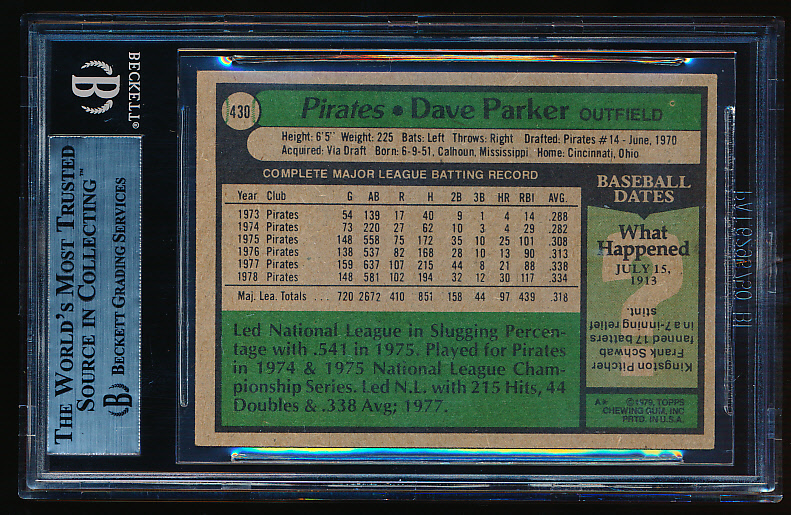 BECKETT®
B
THE WORLD'S MOST TRUSTED
SOURCE IN COLLECTING™
B BECKETT GRADING SERVICES
430 Pirates • Dave Parker OUTFIELD
Height: 6'5" Weight: 225 Bats: Left Throws: Right Drafted: Pirates #14 - June, 1970
Acquired: Via Draft Born: 6-9-51, Calhoun, Mississippi Home: Cincinnati, Ohio
COMPLETE MAJOR LEAGUE BATTING RECORD
Year Club G AB R H 2B 3B HR RBI AVG.
1973 Pirates 54 139 17 40 9 1 4 14 .288
1974 Pirates 73 220 27 62 10 3 4 29 .282
1975 Pirates 148 558 75 172 35 10 25 101 .308
1976 Pirates 138 537 82 168 28 10 13 90 .313
1977 Pirates 159 637 107 215 44 8 21 88 .338
1978 Pirates 148 581 102 194 32 12 30 117 .334
Maj. Lea. Totals . . . . 720 2672 410 851 158 44 97 439 .318
Led National League in Slugging Percen-
tage with .541 in 1975. Played for Pirates
in 1974 & 1975 National League Cham-
pionship Series. Led N.L. with 215 Hits, 44
Doubles & .338 Avg; 1977.
BASEBALL
DATES
What
Happened
JULY 15,
1913
?
Kingston Pitcher
Frank Schwab
fanned 17 batters
in a 7-inning relief
stint.
A* ©1979, TOPPS
CHEWING GUM, INC
PRTD. IN U.S.A.